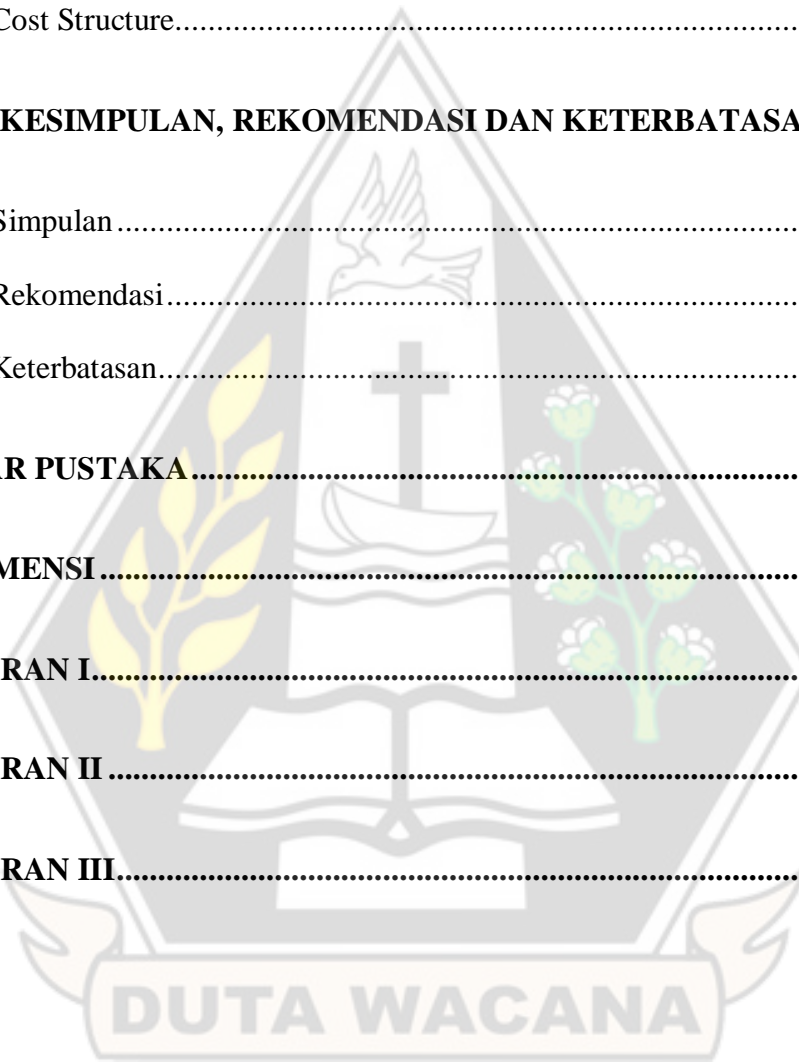 Cost Structure..........................................................................
KESIMPULAN, REKOMENDASI DAN KETERBATASA
Simpulan..........................................................................
Rekomendasi..........................................................................
Keterbatasan..........................................................................
AR PUSTAKA..........................................................................
MENSI..........................................................................
RAN I..........................................................................
RAN II..........................................................................
RAN III..........................................................................
DUTA WACANA